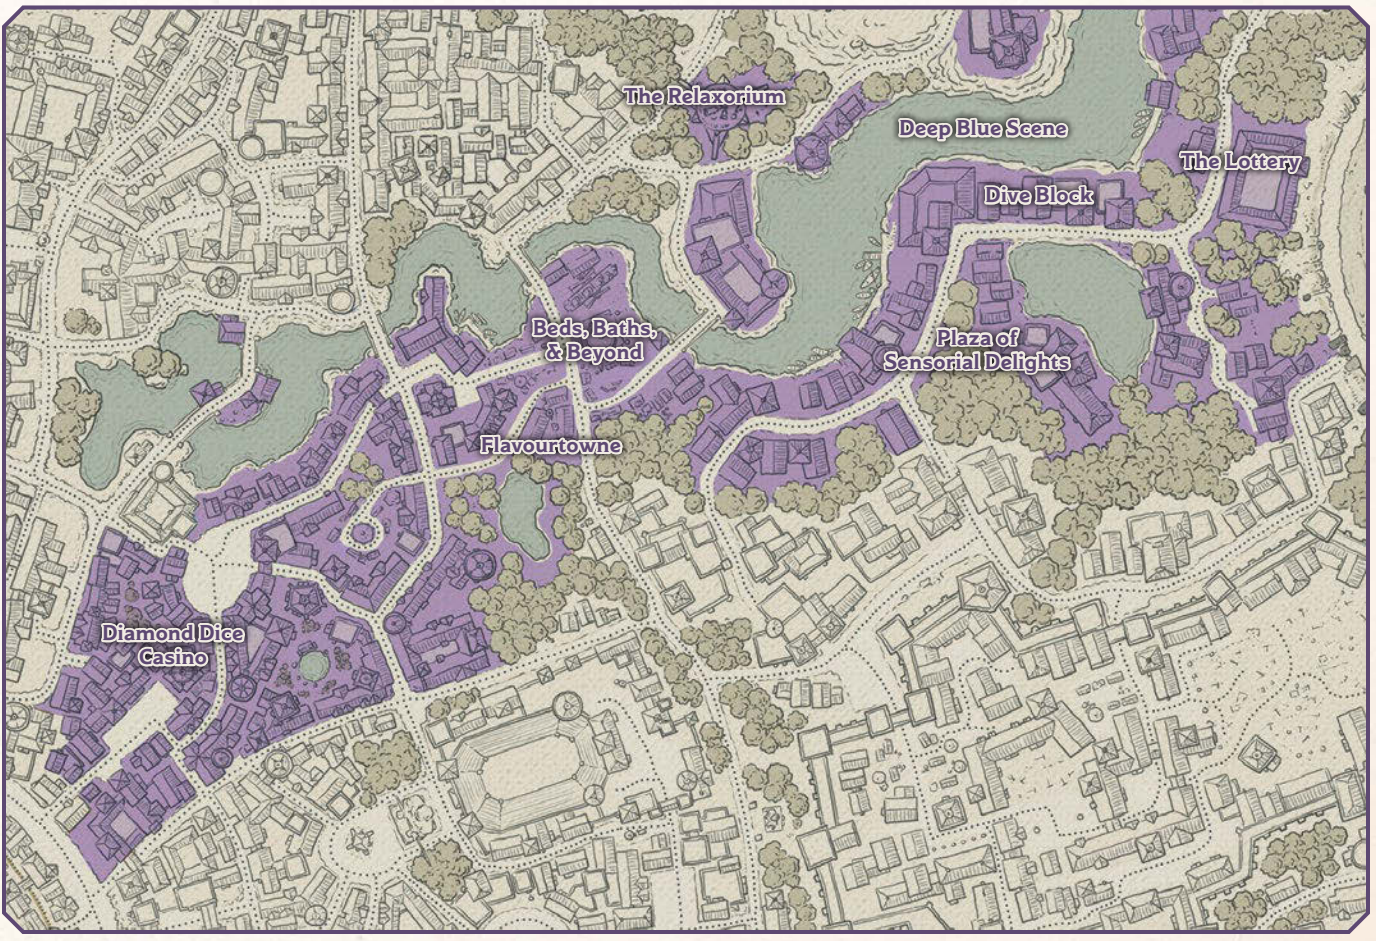 The Relaxorium
Deep Blue Scene
The Lottery
Dive Block
Beds, Baths,
& Beyond
Plaza of
Sensorial Delights
Flavourtowne
Diamond Dice
Casino